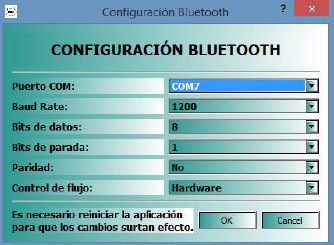 Configuración Bluetooth
CONFIGURACIÓN BLUETOOTH
Puerto COM: COM7
Baud Rate: 1200
Bits de datos: 8
Bits de parada: 1
Paridad: No
Control de flujo: Hardware
Es necesario reiniciar la aplicación
para que los cambios surtan efecto.
OK Cancel